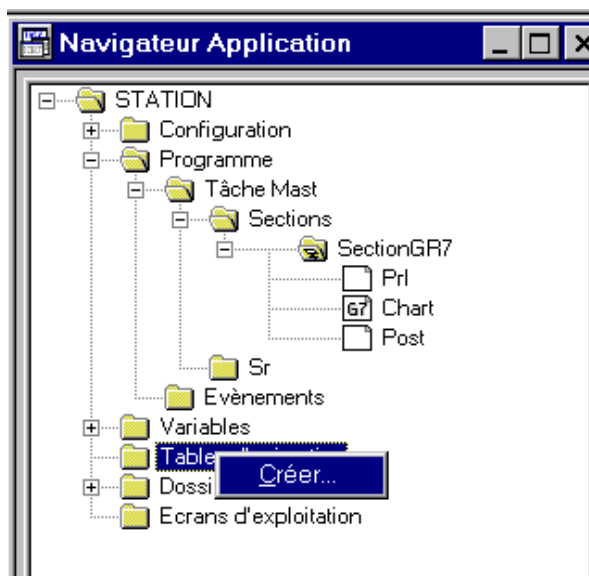 Navigateur Application
STATION
Configuration
Programme
Tâche Mast
Sections
SectionGR7
Prl
G7 Chart
Post
Sr
Evènements
Variables
Créer...
Ecrans d'exploitation